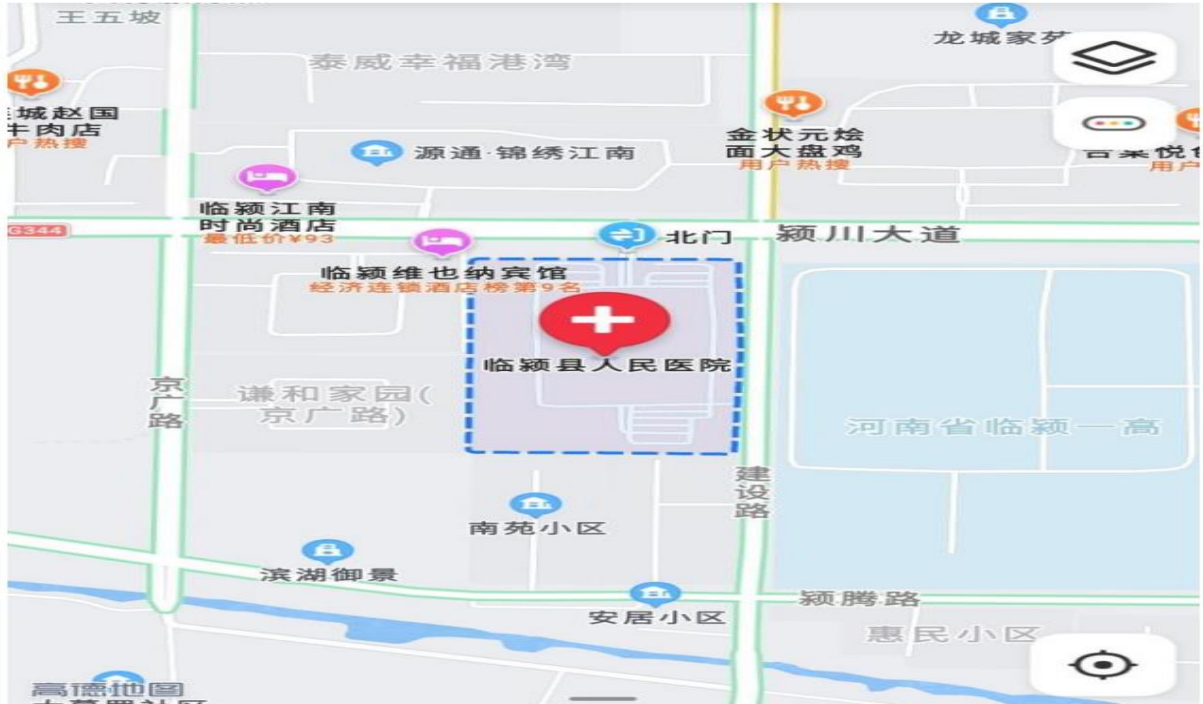 王五坡
龙城家苑
泰威幸福港湾
城赵国
牛肉店
户热搜
源通·锦绣江南
金状元烩
面大盘鸡
用户热搜
用户
临颍江南
时尚酒店
最低价¥93
G344
北门
颍川大道
临颍维也纳宾馆
经济连锁酒店榜第9名
临颍县人民医院
京广路
谦和家园(
京广路)
河南省临颍一高
建设路
南苑小区
滨湖御景
安居小区
颍腾路
惠民小区
高德地图